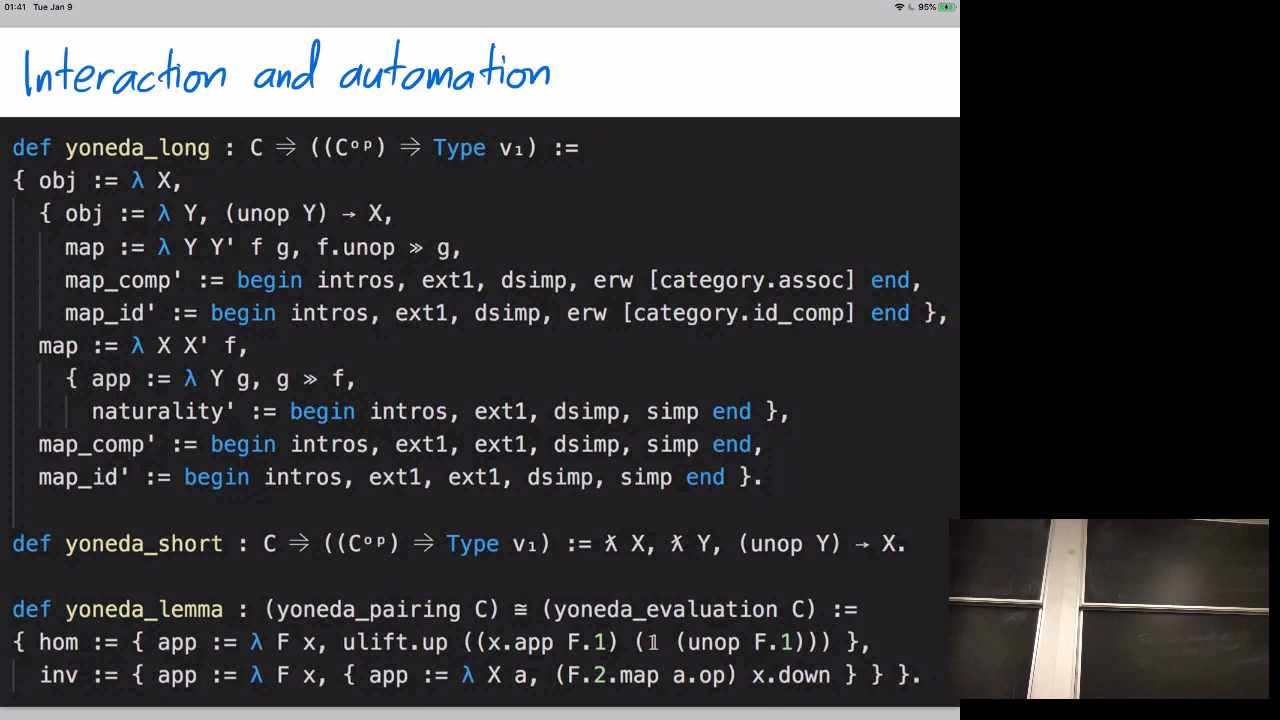 01:41 Tue Jan 9 95%
Interaction and automation
def yoneda_long : C ⥤ ((Cᵒᵖ) ⥤ Type v₁) :=
{ obj := λ X,
{ obj := λ Y, (unop Y) → X,
map := λ Y Y' f g, f.unop ≫ g,
map_comp' := begin intros, ext1, dsimp, erw [category.assoc] end,
map_id' := begin intros, ext1, dsimp, erw [category.id_comp] end },
map := λ X X' f,
{ app := λ Y g, g ≫ f,
naturality' := begin intros, ext1, dsimp, simp end },
map_comp' := begin intros, ext1, ext1, dsimp, simp end,
map_id' := begin intros, ext1, ext1, dsimp, simp end }.
def yoneda_short : C ⥤ ((Cᵒᵖ) ⥤ Type v₁) := ƛ X, ƛ Y, (unop Y) → X.
def yoneda_lemma : (yoneda_pairing C) ≅ (yoneda_evaluation C) :=
{ hom := { app := λ F x, ulift.up ((x.app F.1) (𝟙 (unop F.1))) },
inv := { app := λ F x, { app := λ X a, (F.2.map a.op) x.down } } }.